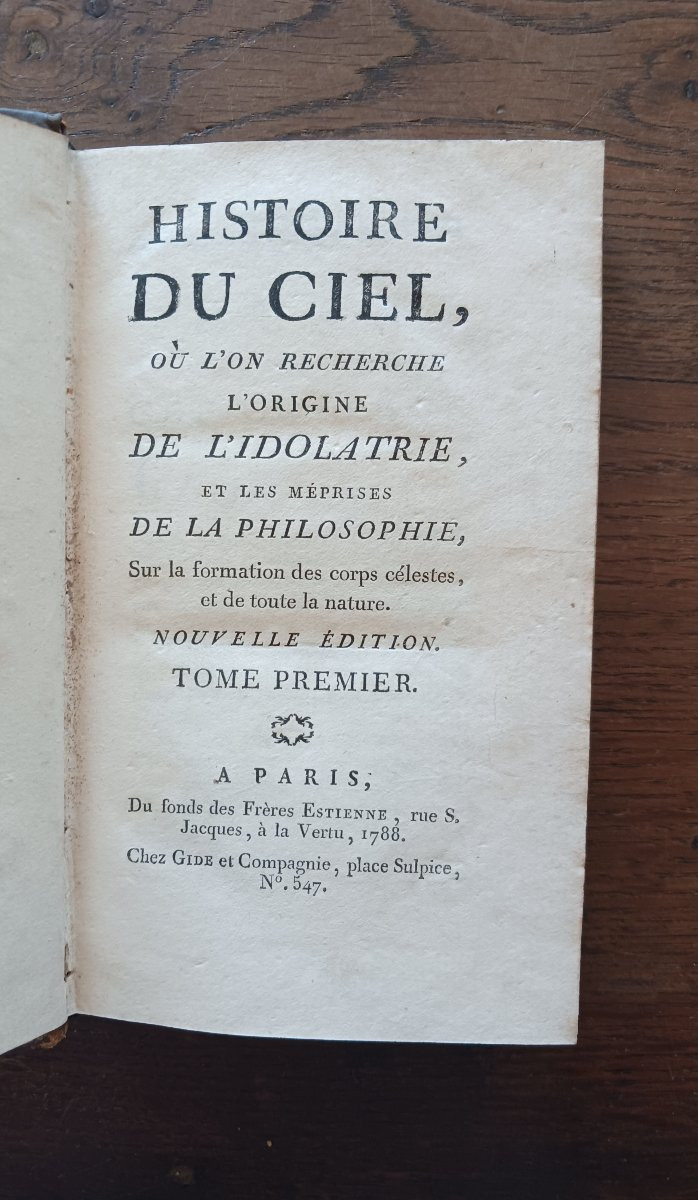 HISTOIRE
DU CIEL,
OÙ L'ON RECHERCHE
L'ORIGINE
DE L'IDOLATRIE,
ET LES MÉPRISES
DE LA PHILOSOPHIE,
Sur la formation des corps célestes,
et de toute la nature.
NOUVELLE ÉDITION.
TOME PREMIER.
A PARIS,
Du fonds des Frères ESTIENNE, rue S.
Jacques, à la Vertu, 1788.
Chez GIDE et Compagnie, place Sulpice,
Nº. 547.